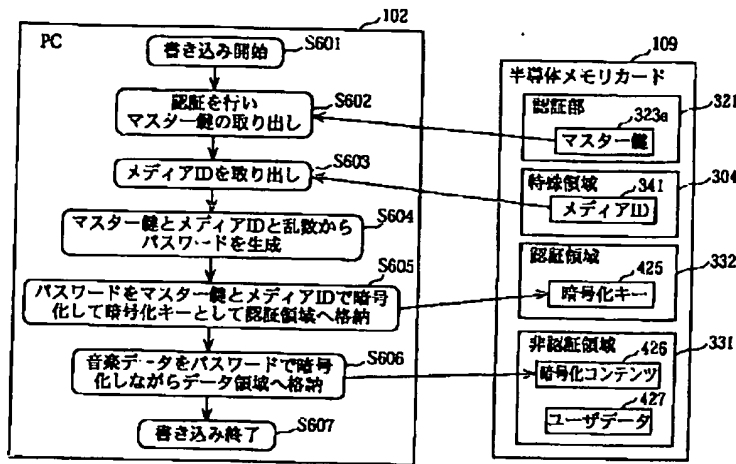 102
PC
書き込み開始
S601
認証を行い
マスター鍵の取り出し
S602
メディアIDを取り出し
S603
マスター鍵とメディアIDと乱数から
パスワードを生成
S604
パスワードをマスター鍵とメディアIDで暗号
化して暗号化キーとして認証領域へ格納
S605
音楽データをパスワードで暗号
化しながらデータ領域へ格納
S606
書き込み終了
S607
109
半導体メモリカード
認証部
321
323a
マスター鍵
特殊領域
304
341
メディアID
認証領域
332
425
暗号化キー
非認証領域
331
426
暗号化コンテンツ
427
ユーザデータ